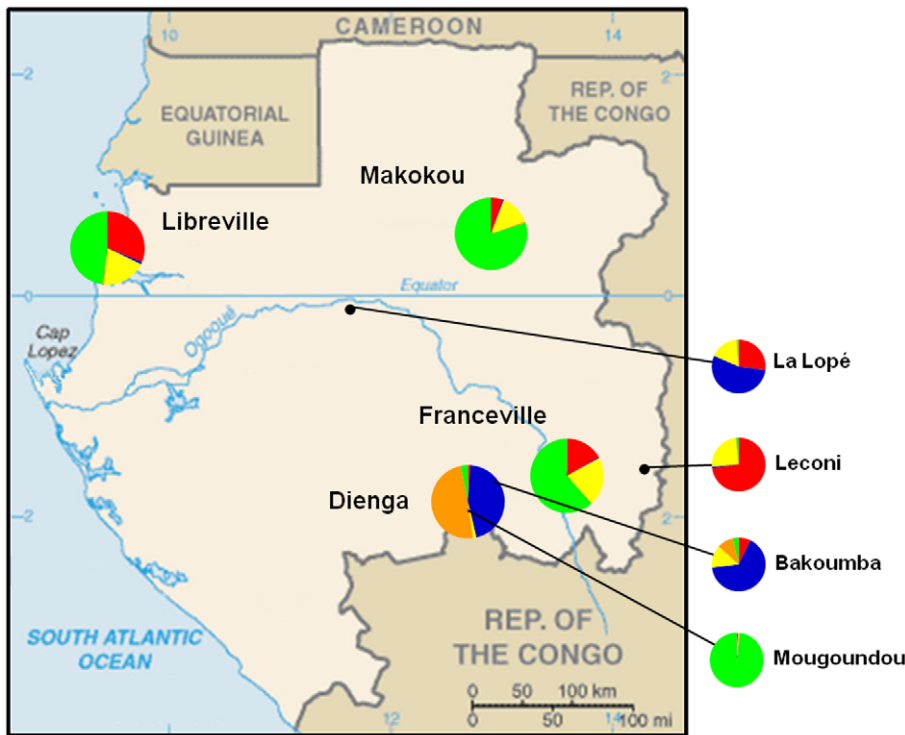 CAMEROON
10
14
2
2
REP. OF
THE CONGO
EQUATORIAL
GUINEA
Makokou
Libreville
Equator
0
0
Ogooué
Cap
Lopez
La Lopé
Franceville
Leconi
Dienga
2
2
Bakoumba
REP. OF
THE CONGO
SOUTH ATLANTIC
OCEAN
Mougoundou
0 50 100 km
0 50 100 mi
12
14